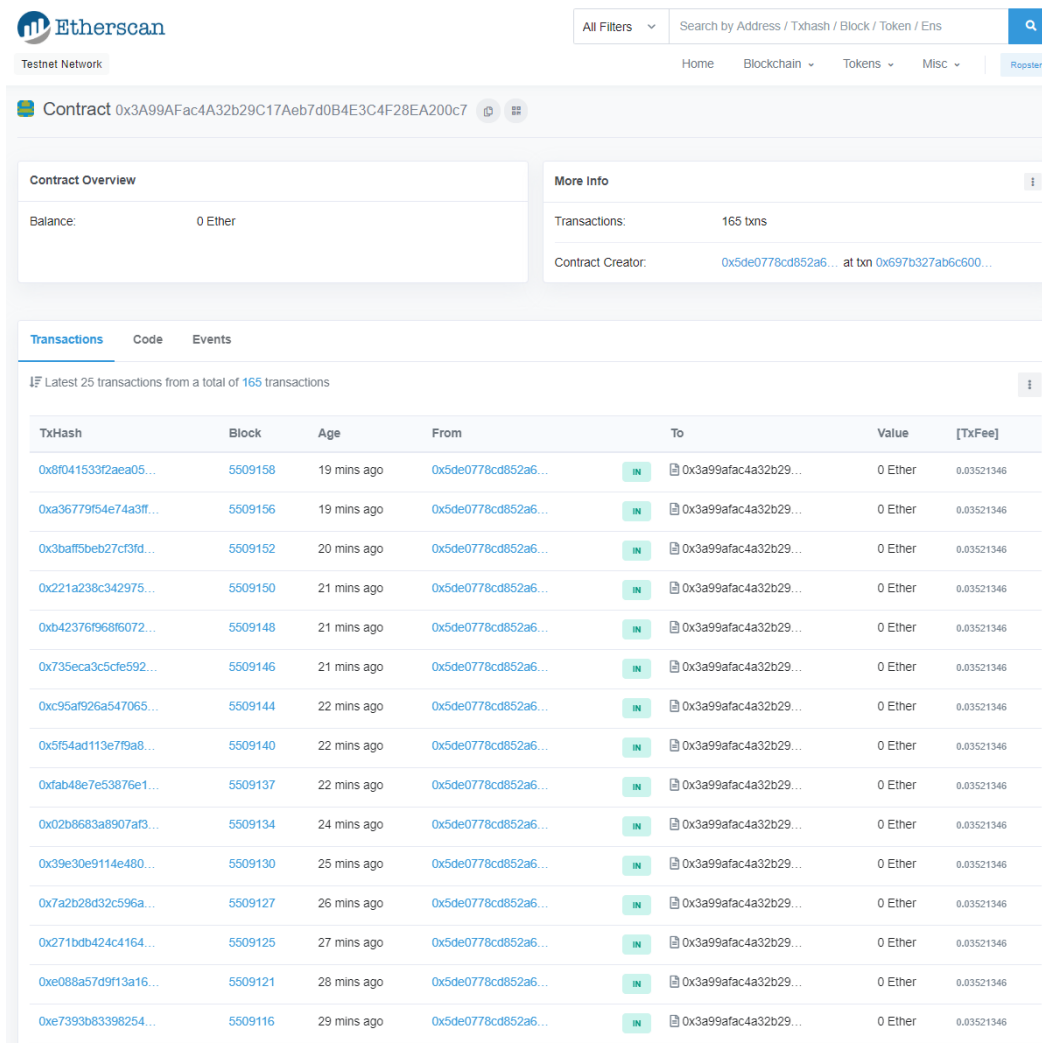 Etherscan
All Filters Search by Address / Txhash / Block / Token / Ens
Testnet Network Home Blockchain Tokens Misc Ropsten
Contract 0x3A99AFac4A32b29C17Aeb7d0B4E3C4F28EA200c7
Contract Overview
Balance: 0 Ether
More Info
Transactions: 165 txns
Contract Creator: 0x5de0778cd852a6... at txn 0x697b327ab6c600...
Transactions Code Events
Latest 25 transactions from a total of 165 transactions
TxHash Block Age From To Value [TxFee]
0x8f041533f2aea05... 5509158 19 mins ago 0x5de0778cd852a6... IN 0x3a99afac4a32b29... 0 Ether 0.03521346
0xa36779f54e74a3ff... 5509156 19 mins ago 0x5de0778cd852a6... IN 0x3a99afac4a32b29... 0 Ether 0.03521346
0x3baff5beb27cf3fd... 5509152 20 mins ago 0x5de0778cd852a6... IN 0x3a99afac4a32b29... 0 Ether 0.03521346
0x221a238c342975... 5509150 21 mins ago 0x5de0778cd852a6... IN 0x3a99afac4a32b29... 0 Ether 0.03521346
0xb42376f968f6072... 5509148 21 mins ago 0x5de0778cd852a6... IN 0x3a99afac4a32b29... 0 Ether 0.03521346
0x735eca3c5cfe592... 5509146 21 mins ago 0x5de0778cd852a6... IN 0x3a99afac4a32b29... 0 Ether 0.03521346
0xc95af926a547065... 5509144 22 mins ago 0x5de0778cd852a6... IN 0x3a99afac4a32b29... 0 Ether 0.03521346
0x5f54ad113e7f9a8... 5509140 22 mins ago 0x5de0778cd852a6... IN 0x3a99afac4a32b29... 0 Ether 0.03521346
0xfab48e7e53876e1... 5509137 22 mins ago 0x5de0778cd852a6... IN 0x3a99afac4a32b29... 0 Ether 0.03521346
0x02b8683a8907af3... 5509134 24 mins ago 0x5de0778cd852a6... IN 0x3a99afac4a32b29... 0 Ether 0.03521346
0x39e30e9114e480... 5509130 25 mins ago 0x5de0778cd852a6... IN 0x3a99afac4a32b29... 0 Ether 0.03521346
0x7a2b28d32c596a... 5509127 26 mins ago 0x5de0778cd852a6... IN 0x3a99afac4a32b29... 0 Ether 0.03521346
0x271bdb424c4164... 5509125 27 mins ago 0x5de0778cd852a6... IN 0x3a99afac4a32b29... 0 Ether 0.03521346
0xe088a57d9f13a16... 5509121 28 mins ago 0x5de0778cd852a6... IN 0x3a99afac4a32b29... 0 Ether 0.03521346
0xe7393b83398254... 5509116 29 mins ago 0x5de0778cd852a6... IN 0x3a99afac4a32b29... 0 Ether 0.03521346